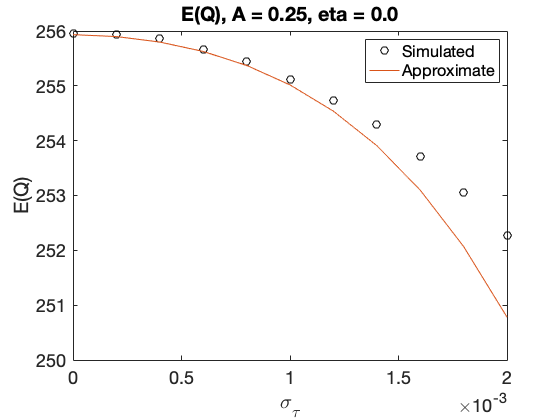 E(Q), A = 0.25, eta = 0.0
Simulated
Approximate
E(Q)
256
255
254
253
252
251
250
0 0.5 1 1.5 2
×10⁻³
σ_τ